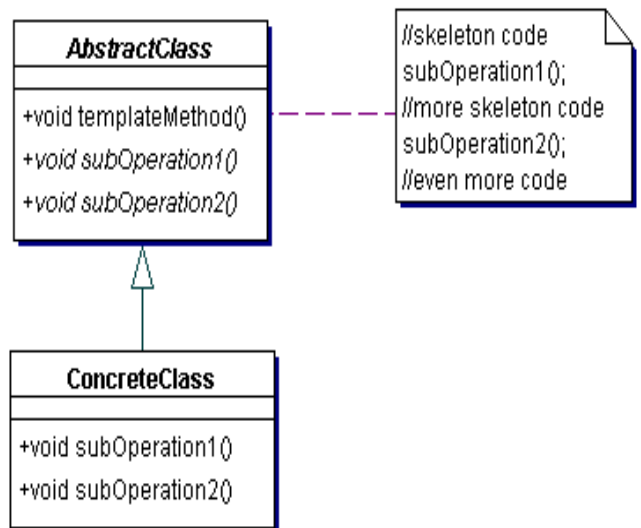 AbstractClass
+void templateMethod()
+void subOperation1()
+void subOperation2()
//skeleton code
subOperation1();
//more skeleton code
subOperation2();
//even more code
ConcreteClass
+void subOperation1()
+void subOperation2()